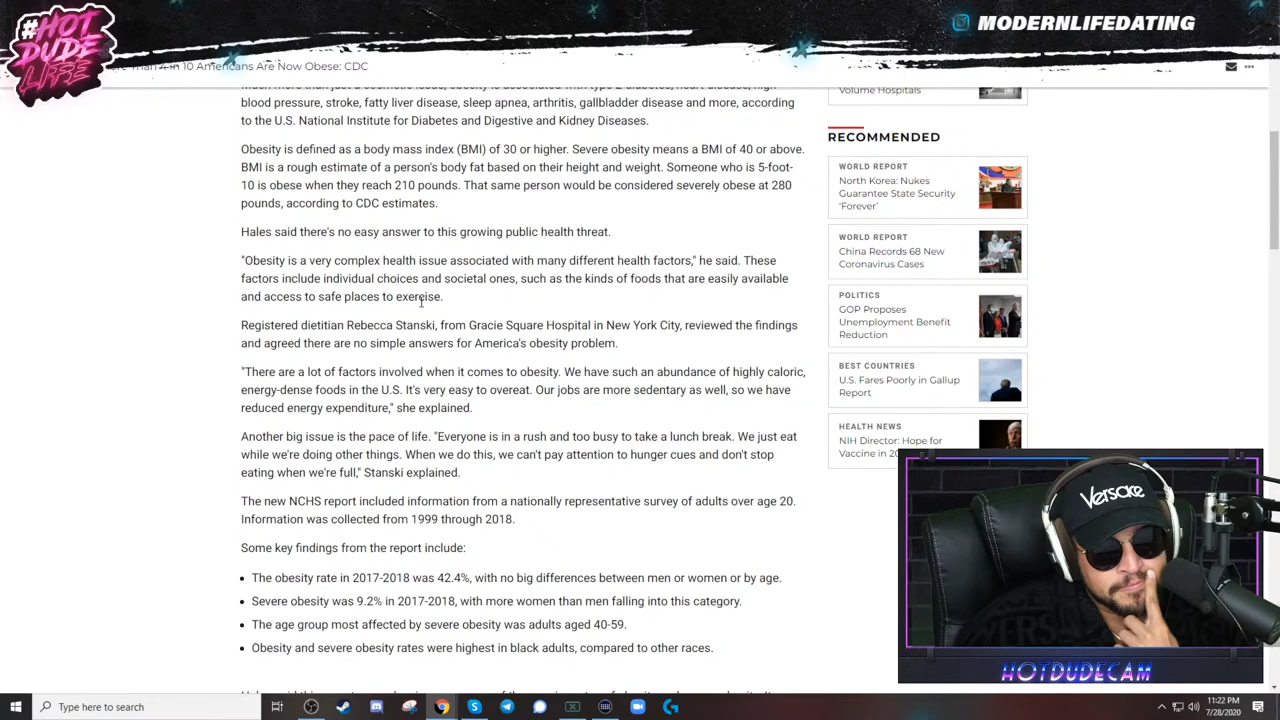 #HOT
DUDE
LIFE
MODERNLIFEDATING
Than 4 in 10 Americans Are Now Obese: CDC
Much more than just a cosmetic issue, obesity is associated with type 2 diabetes, heart disease, high
blood pressure, stroke, fatty liver disease, sleep apnea, arthritis, gallbladder disease and more, according
to the U.S. National Institute for Diabetes and Digestive and Kidney Diseases.
Obesity is defined as a body mass index (BMI) of 30 or higher. Severe obesity means a BMI of 40 or above.
BMI is a rough estimate of a person's body fat based on their height and weight. Someone who is 5-foot-
10 is obese when they reach 210 pounds. That same person would be considered severely obese at 280
pounds, according to CDC estimates.
Hales said there's no easy answer to this growing public health threat.
"Obesity is a very complex health issue associated with many different health factors," he said. These
factors include individual choices and societal ones, such as the kinds of foods that are easily available
and access to safe places to exercise.
Registered dietitian Rebecca Stanski, from Gracie Square Hospital in New York City, reviewed the findings
and agreed there are no simple answers for America's obesity problem.
"There are a lot of factors involved when it comes to obesity. We have such an abundance of highly caloric,
energy-dense foods in the U.S. It's very easy to overeat. Our jobs are more sedentary as well, so we have
reduced energy expenditure," she explained.
Another big issue is the pace of life. "Everyone is in a rush and too busy to take a lunch break. We just eat
while we're doing other things. When we do this, we can't pay attention to hunger cues and don't stop
eating when we're full," Stanski explained.
The new NCHS report included information from a nationally representative survey of adults over age 20.
Information was collected from 1999 through 2018.
Some key findings from the report include:
The obesity rate in 2017-2018 was 42.4%, with no big differences between men or women or by age.
Severe obesity was 9.2% in 2017-2018, with more women than men falling into this category.
The age group most affected by severe obesity was adults aged 40-59.
Obesity and severe obesity rates were highest in black adults, compared to other races.
Volume Hospitals
RECOMMENDED
WORLD REPORT
North Korea: Nukes
Guarantee State Security
'Forever'
WORLD REPORT
China Records 68 New
Coronavirus Cases
POLITICS
GOP Proposes
Unemployment Benefit
Reduction
BEST COUNTRIES
U.S. Fares Poorly in Gallup
Report
HEALTH NEWS
NIH Director: Hope for
Vaccine in
Versace
HOTDUDECAM
Type here to search
11:22 PM
7/28/2020